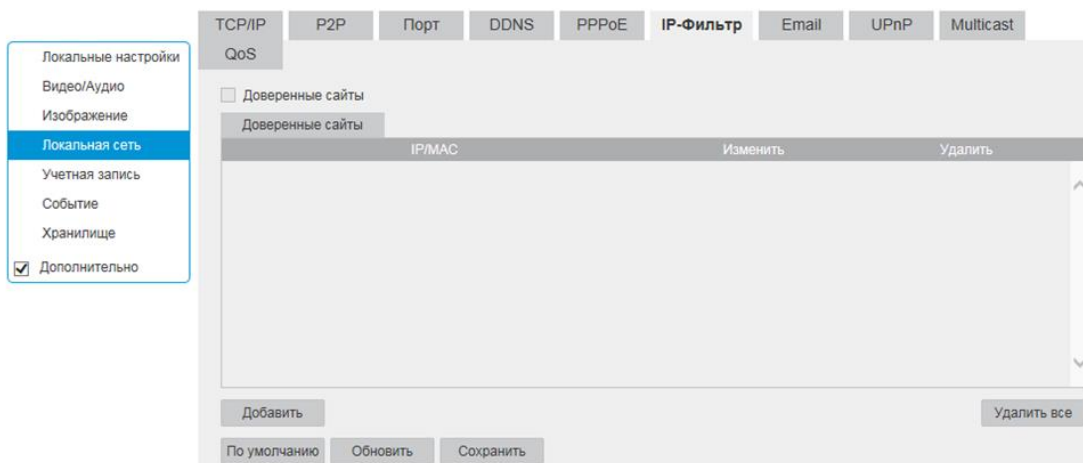 TCP/IP P2P Порт DDNS PPPoE IP-Фильтр Email UPnP Multicast
QoS
Локальные настройки
Видео/Аудио
Изображение
Локальная сеть
Учетная запись
Событие
Хранилище
Дополнительно
Доверенные сайты
Доверенные сайты
IP/MAC Изменить Удалить
Добавить Удалить все
По умолчанию Обновить Сохранить